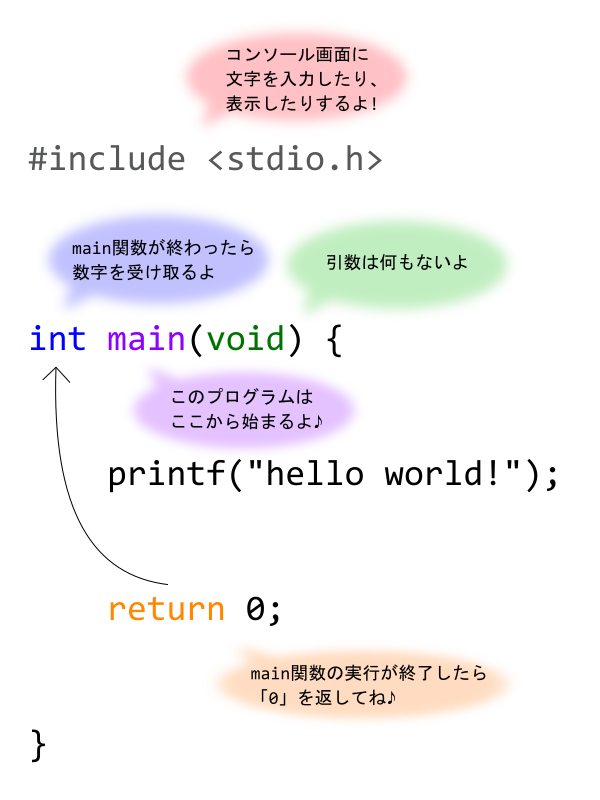 コンソール画面に
文字を入力したり、
表示したりするよ!
#include <stdio.h>
main関数が終わったら
数字を受け取るよ
引数は何もないよ
int main(void) {
このプログラムは
ここから始まるよ♪
printf("hello world!");
return 0;
main関数の実行が終了したら
「0」を返してね♪
}